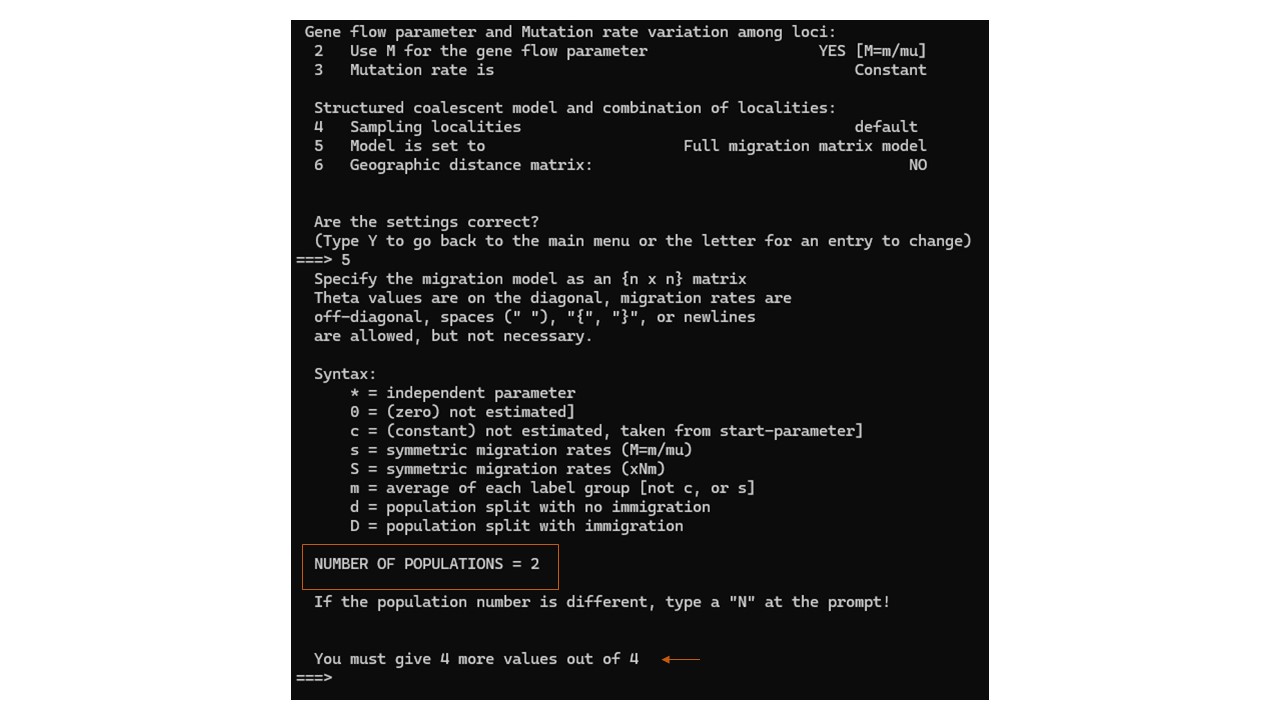 Gene flow parameter and Mutation rate variation among loci:
2 Use M for the gene flow parameter YES [M=m/mu]
3 Mutation rate is Constant
Structured coalescent model and combination of localities:
4 Sampling localities default
5 Model is set to Full migration matrix model
6 Geographic distance matrix: NO
Are the settings correct?
(Type Y to go back to the main menu or the letter for an entry to change)
===> 5
Specify the migration model as an {n x n} matrix
Theta values are on the diagonal, migration rates are
off-diagonal, spaces (" "), "{", "}", or newlines
are allowed, but not necessary.
Syntax:
* = independent parameter
0 = (zero) not estimated]
c = (constant) not estimated, taken from start-parameter]
s = symmetric migration rates (M=m/mu)
S = symmetric migration rates (xNm)
m = average of each label group [not c, or s]
d = population split with no immigration
D = population split with immigration
NUMBER OF POPULATIONS = 2
If the population number is different, type a "N" at the prompt!
You must give 4 more values out of 4
===>